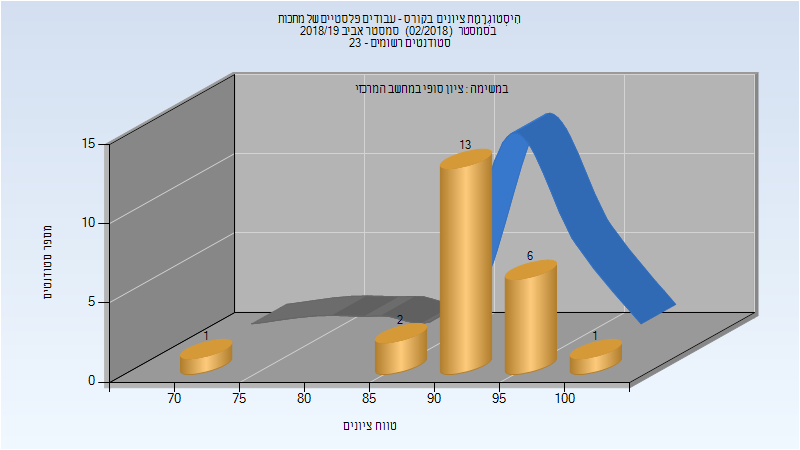 היסטוגרמת ציונים בקורס - עבודים פלסטיים של מתכות
בסמסטר (02/2018) סמסטר אביב 2018/19
סטודנטים רשומים - 23
במשימה : ציון סופי במחשב המרכזי
מספר סטודנטים
15
10
5
0
1
2
13
6
1
70 75 80 85 90 95 100
טווח ציונים